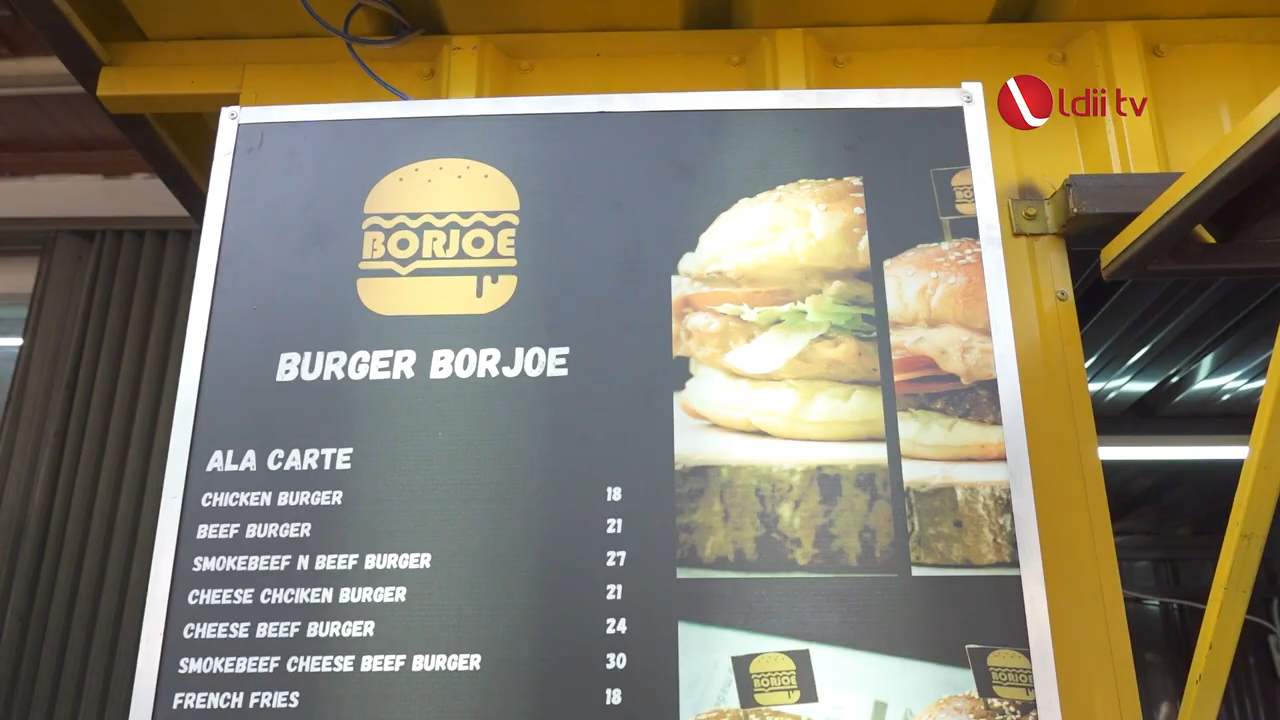 ldii tv
BORJOE
BURGER BORJOE
ALA CARTE
CHICKEN BURGER 18
BEEF BURGER 21
SMOKEBEEF N BEEF BURGER 27
CHEESE CHCIKEN BURGER 21
CHEESE BEEF BURGER 24
SMOKEBEEF CHEESE BEEF BURGER 30
FRENCH FRIES 18
BORJOE
BORJOE